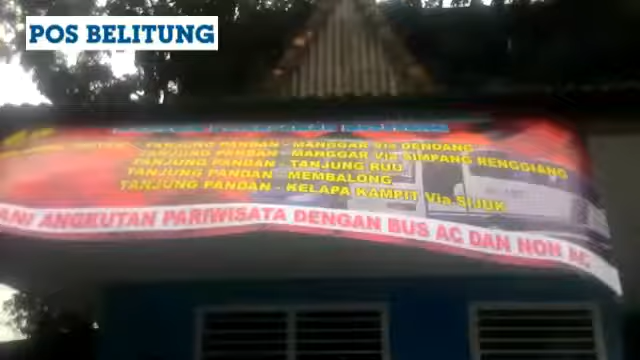 POS BELITUNG
TANJUNG PANDAN - MANGGAR Via DENDANG
TANJUNG PANDAN - MANGGAR Via SIMPANG RENGGIANG
TANJUNG PANDAN - TANJUNG RUU
TANJUNG PANDAN - MEMBALONG
TANJUNG PANDAN - KELAPA KAMPIT Via SIJUK
ANI ANGKUTAN PARIWISATA DENGAN BUS AC DAN NON AC